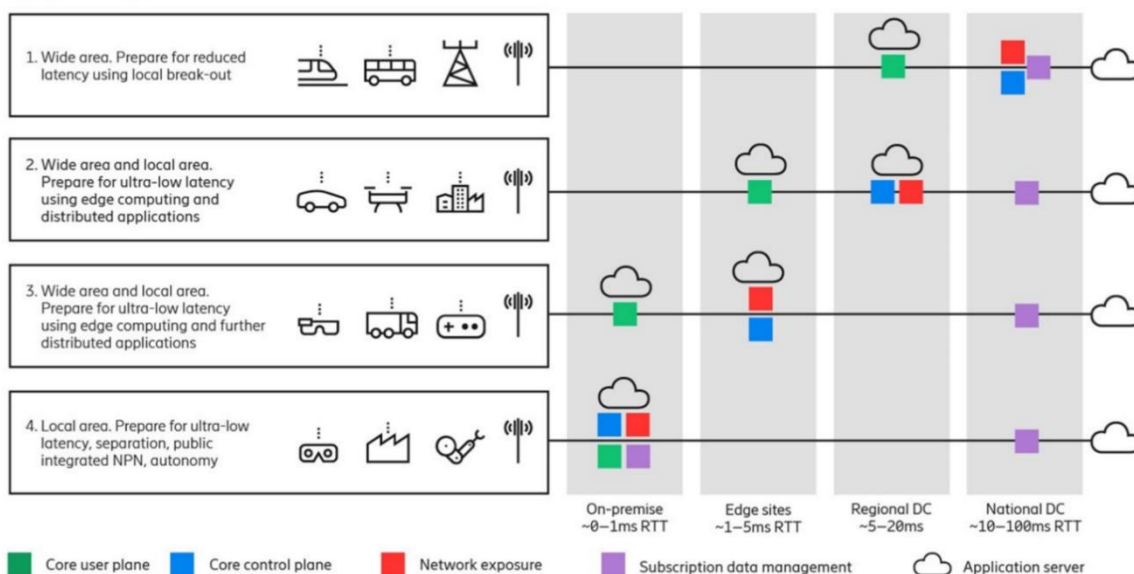 1. Wide area. Prepare for reduced
latency using local break-out
2. Wide area and local area.
Prepare for ultra-low latency
using edge computing and
distributed applications
3. Wide area and local area.
Prepare for ultra-low latency
using edge computing and further
distributed applications
4. Local area. Prepare for ultra-low
latency, separation, public
integrated NPN, autonomy
On-premise
~0–1ms RTT
Edge sites
~1–5ms RTT
Regional DC
~5–20ms
National DC
~10–100ms RTT
Core user plane
Core control plane
Network exposure
Subscription data management
Application server